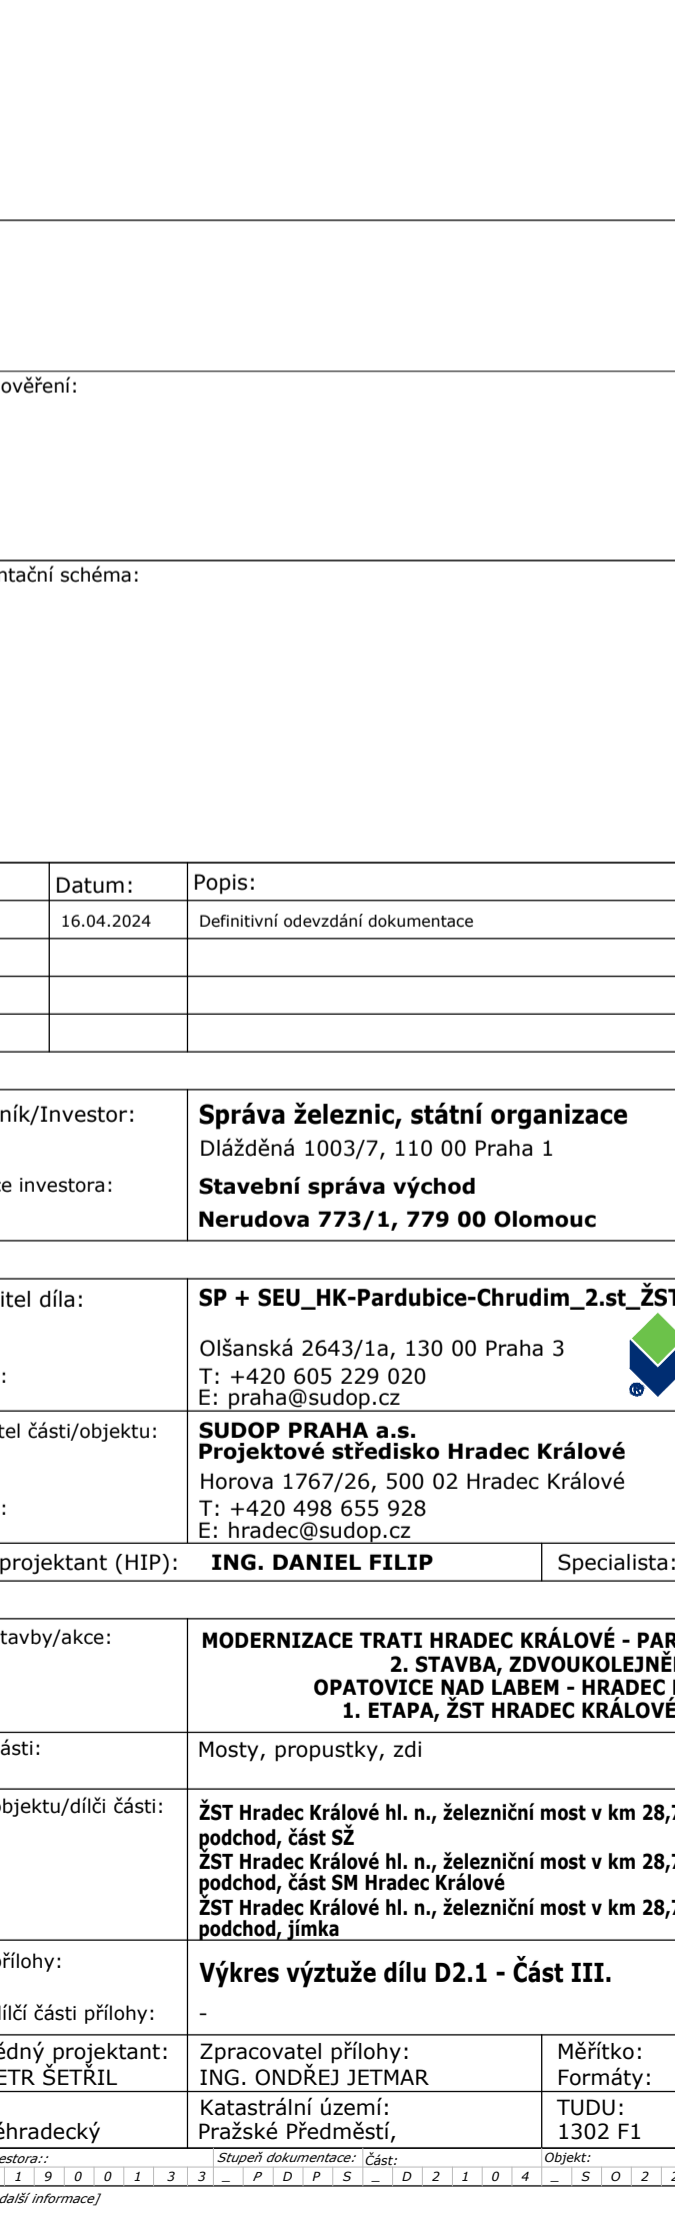 ověření:
ntační schéma:
Datum: Popis:
16.04.2024 Definitivní odevzdání dokumentace
ník/Investor: Správa železnic, státní organizace
Dlážděná 1003/7, 110 00 Praha 1
e investora: Stavební správa východ
Nerudova 773/1, 779 00 Olomouc
itel díla: SP + SEU_HK-Pardubice-Chrudim_2.st_ŽST
Olšanská 2643/1a, 130 00 Praha 3
: T: +420 605 229 020
E: praha@sudop.cz
tel části/objektu: SUDOP PRAHA a.s.
Projektové středisko Hradec Králové
Horova 1767/26, 500 02 Hradec Králové
: T: +420 498 655 928
E: hradec@sudop.cz
projektant (HIP): ING. DANIEL FILIP Specialista:
tavby/akce: MODERNIZACE TRATI HRADEC KRÁLOVÉ - PAR
2. STAVBA, ZDVOUKOLEJNĚ
OPATOVICE NAD LABEM - HRADEC
1. ETAPA, ŽST HRADEC KRÁLOVÉ
ásti: Mosty, propustky, zdi
bjektu/dílči části: ŽST Hradec Králové hl. n., železniční most v km 28,7
podchod, část SŽ
ŽST Hradec Králové hl. n., železniční most v km 28,7
podchod, část SM Hradec Králové
ŽST Hradec Králové hl. n., železniční most v km 28,7
podchod, jímka
přílohy: Výkres výztuže dílu D2.1 - Část III.
ílčí části přílohy: -
ědný projektant: Zpracovatel přílohy: Měřítko:
ETR ŠETŘIL ING. ONDŘEJ JETMAR Formáty:
Katastrální území: TUDU:
éhradecký Pražské Předměstí, 1302 F1
estora:: Stupeň dokumentace: Část: Objekt:
1 9 0 0 1 3 3 _ P D P S _ D 2 1 0 4 _ S O 2 2
další informace]